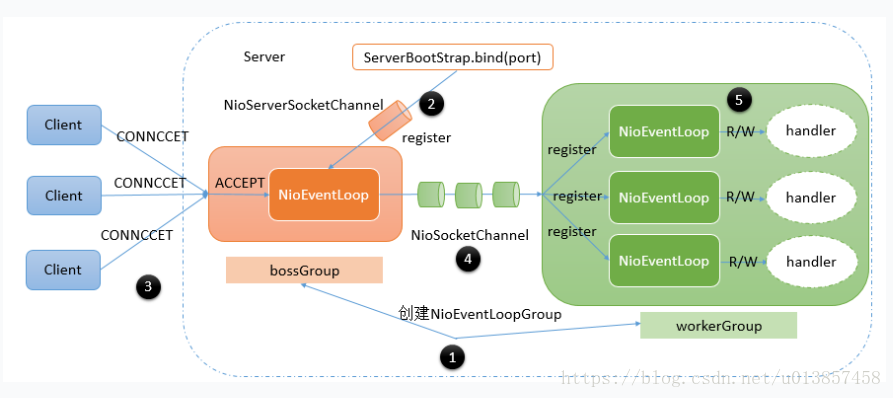 Server
ServerBootStrap.bind(port)
NioServerSocketChannel
2
register
Client
CONNCCET
Client
CONNCCET
Client
CONNCCET
3
ACCEPT
NioEventLoop
bossGroup
NioSocketChannel
4
register
register
register
5
NioEventLoop
R/W
handler
NioEventLoop
R/W
handler
NioEventLoop
R/W
handler
workerGroup
创建NioEventLoopGroup
1
https://blog.csdn.net/u013857458